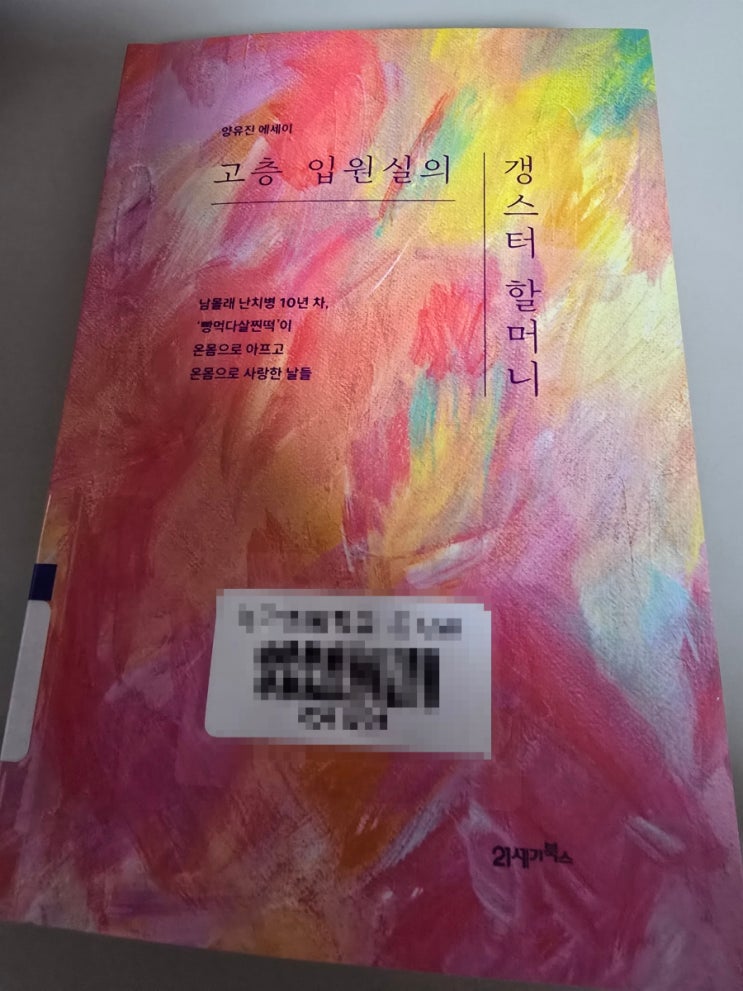 양유진 에세이
고층 입원실의
갱스터 할머니
남몰래 난치병 10년 차,
'빵먹다살찐떡'이
온몸으로 아프고
온몸으로 사랑한 날들
21세기북스